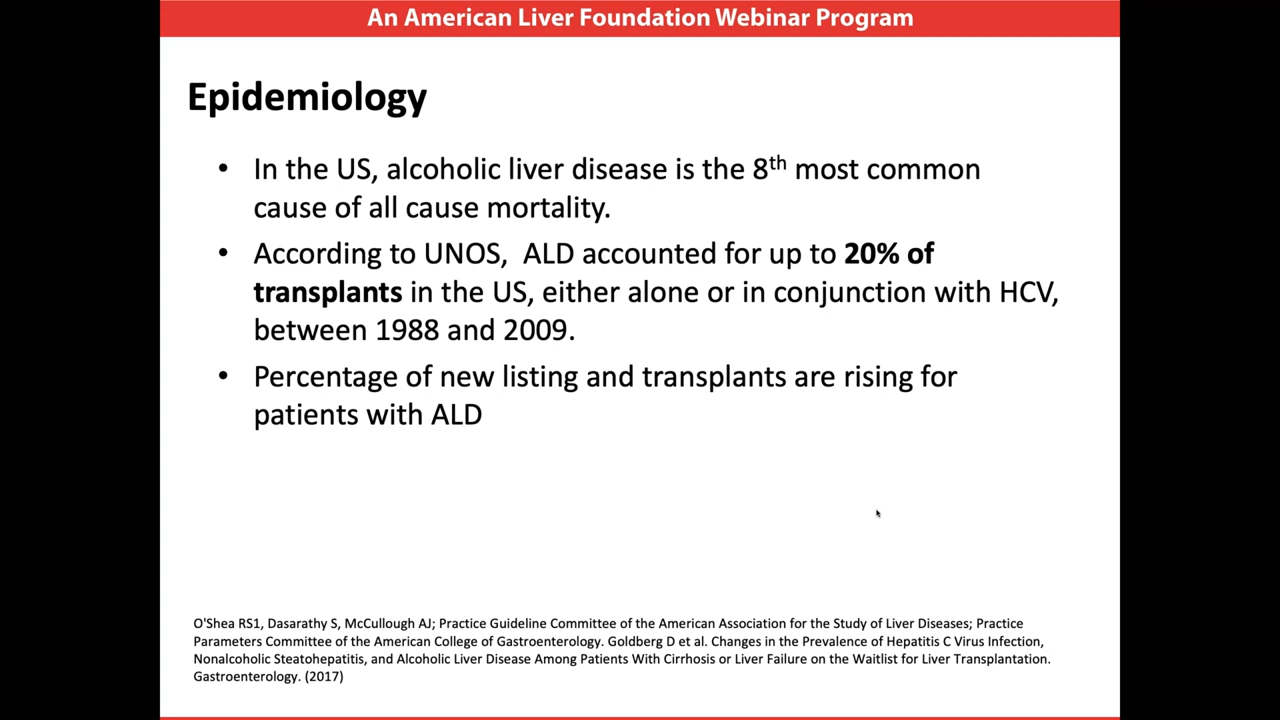 An American Liver Foundation Webinar Program
Epidemiology
• In the US, alcoholic liver disease is the 8th most common
cause of all cause mortality.
• According to UNOS, ALD accounted for up to 20% of
transplants in the US, either alone or in conjunction with HCV,
between 1988 and 2009.
• Percentage of new listing and transplants are rising for
patients with ALD
O'Shea RS1, Dasarathy S, McCullough AJ; Practice Guideline Committee of the American Association for the Study of Liver Diseases; Practice
Parameters Committee of the American College of Gastroenterology. Goldberg D et al. Changes in the Prevalence of Hepatitis C Virus Infection,
Nonalcoholic Steatohepatitis, and Alcoholic Liver Disease Among Patients With Cirrhosis or Liver Failure on the Waitlist for Liver Transplantation.
Gastroenterology. (2017)